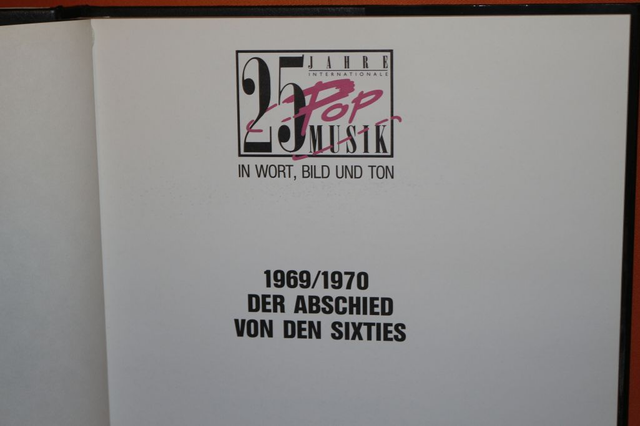 25 JAHRE
INTERNATIONALE
POP
MUSIK
IN WORT, BILD UND TON
1969/1970
DER ABSCHIED
VON DEN SIXTIES